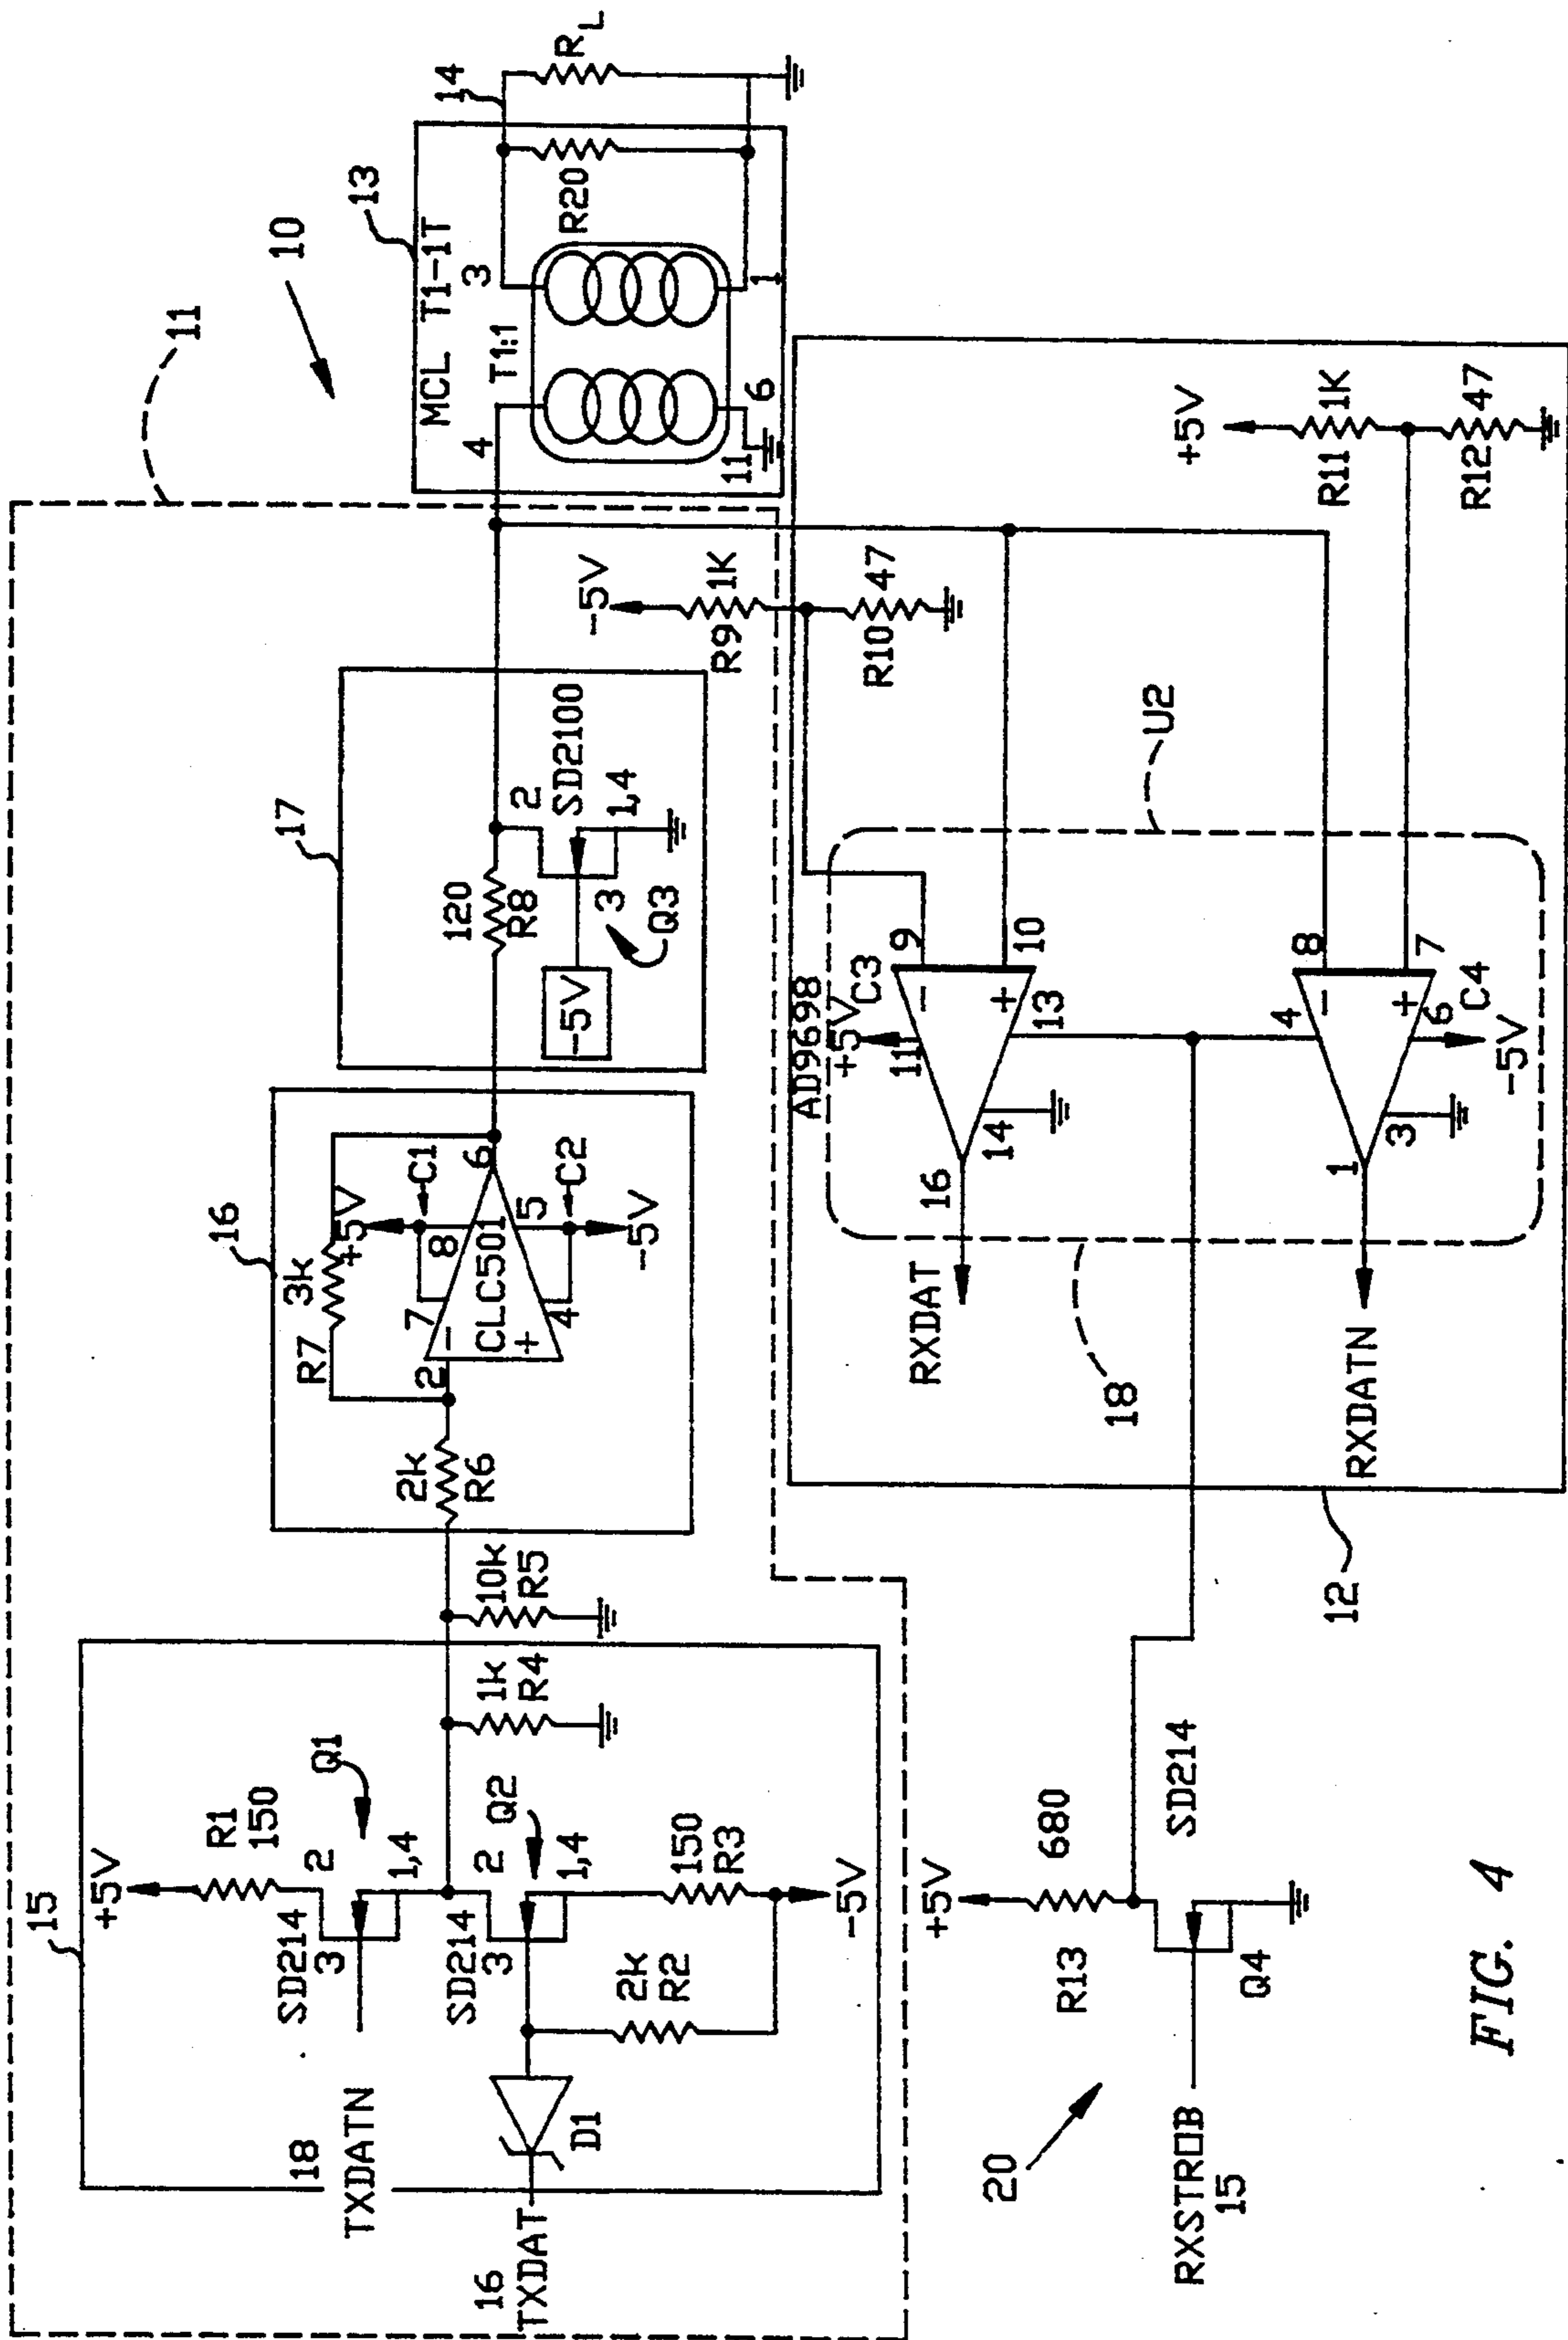 11
10
13
14
MCL T1-1T
3
4
T1:1
R20
R
L
6
1
11
15
+5V
R1
150
2
Q1
SD214
3
1,4
18
TXDATN
Q2
2
SD214
3
1,4
150
R3
2k
R2
-5V
D1
16
TXDAT
1k
R4
10k
R5
16
R7
3k
+5V
C1
2k
R6
2
7
8
6
CLC501
-
+
4
5
C2
-5V
17
120
R8
2
SD2100
-5V
3
1,4
Q3
-5V
R9
1K
R10
47
+5V
R11
1K
R12
47
AD9698
+5V
C3
9
11
-
+
10
13
14
16
RXDAT
U2
8
4
-
+
7
6
C4
-5V
3
1
RXDATN
18
12
+5V
680
R13
SD214
Q4
20
RXSTROB
15
FIG. 4